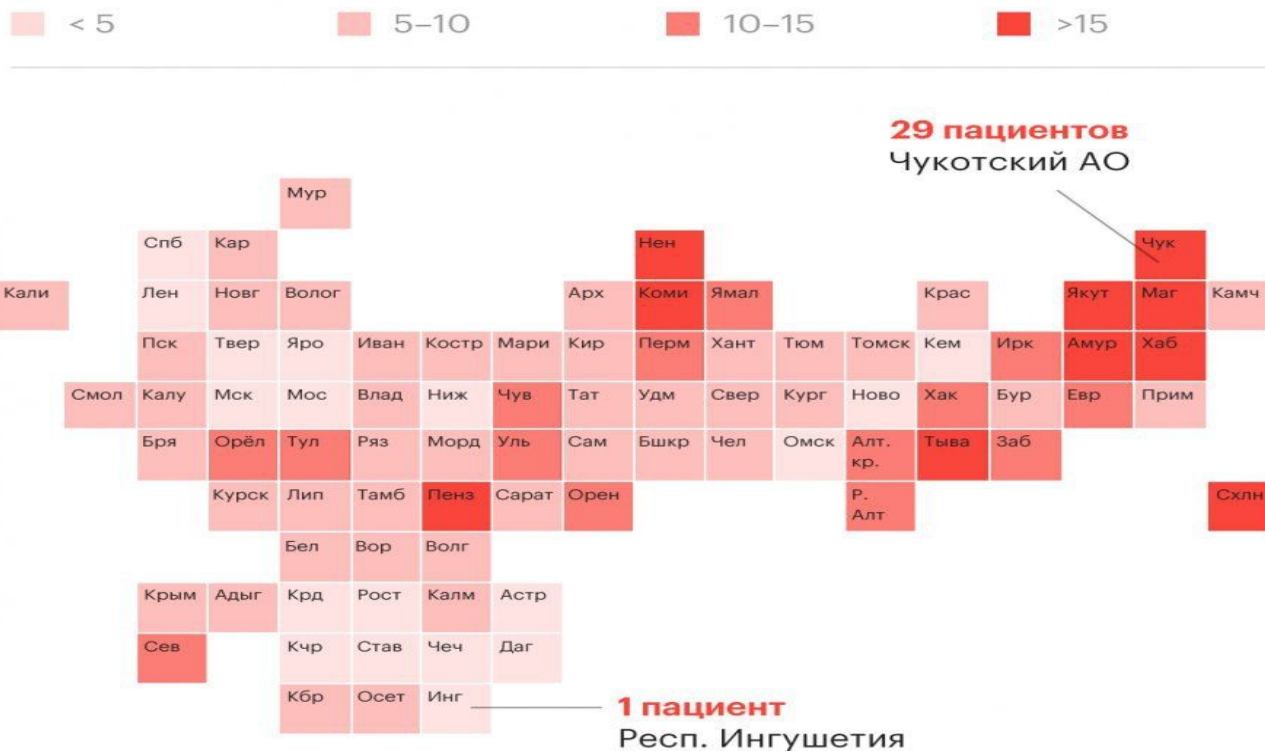 < 5 5–10 10–15 >15
29 пациентов
Чукотский АО
Мур
Спб Кар Нен Чук
Кали Лен Новг Волог Арх Коми Ямал Крас Якут Маг Камч
Пск Твер Яро Иван Костр Мари Кир Перм Хант Тюм Томск Кем Ирк Амур Хаб
Смол Калу Мск Мос Влад Ниж Чув Тат Удм Свер Кург Ново Хак Бур Евр Прим
Бря Орёл Тул Ряз Морд Уль Сам Бшкр Чел Омск Алт. Тыва Заб
кр.
Курск Лип Тамб Пенз Сарат Орен Р. Схлн
Алт
Бел Вор Волг
Крым Адыг Крд Рост Калм Астр
Сев Кчр Став Чеч Даг
Кбр Осет Инг
1 пациент
Респ. Ингушетия